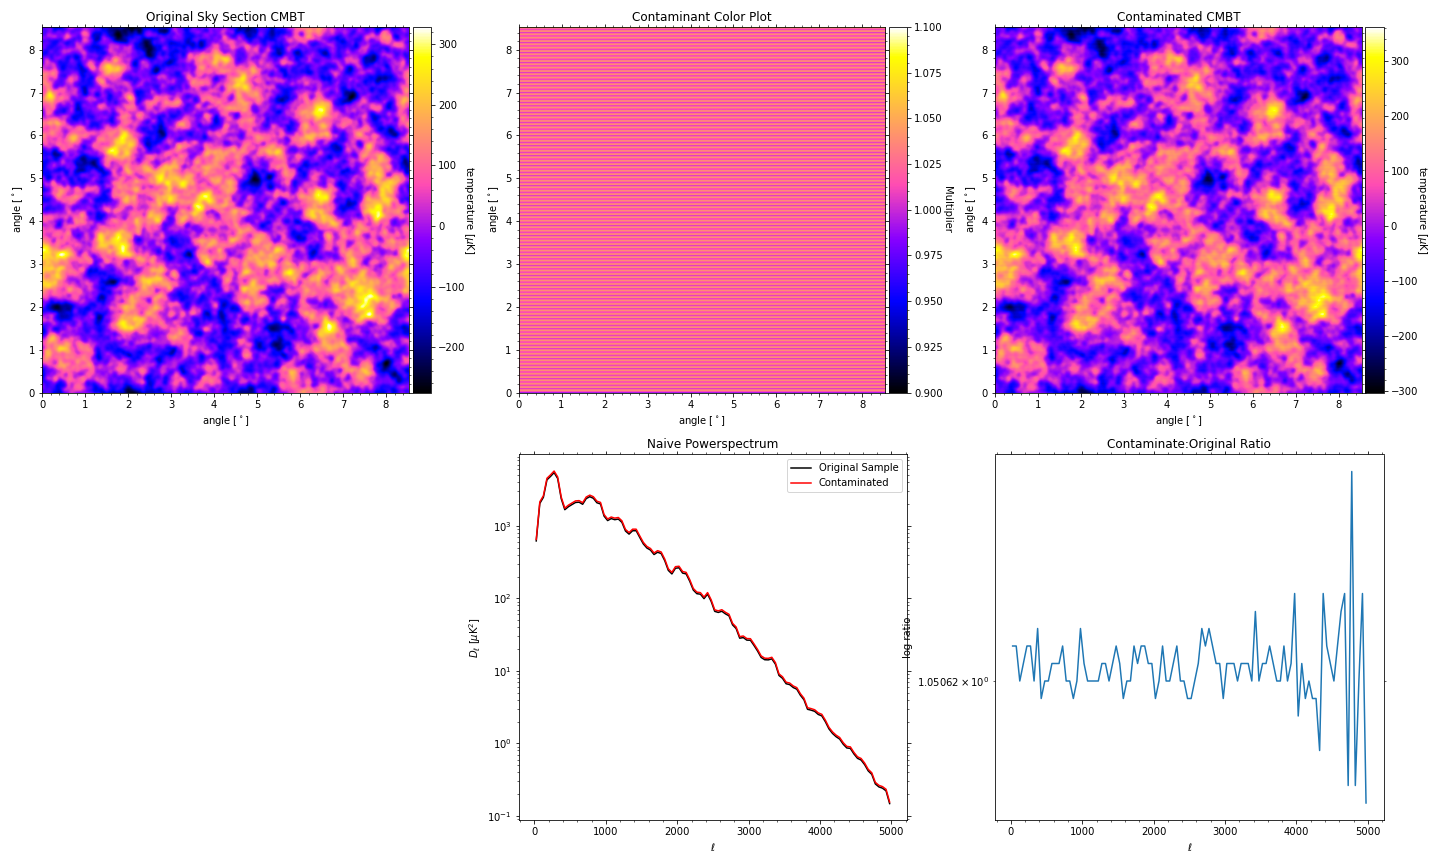 Original Sky Section CMBT
8
7
6
5
4
3
2
1
0
angle [°]
0 1 2 3 4 5 6 7 8
angle [°]
300
200
100
0
−100
−200
temperature [μK]
Contaminant Color Plot
8
7
6
5
4
3
2
1
0
angle [°]
0 1 2 3 4 5 6 7 8
angle [°]
1.100
1.075
1.050
1.025
1.000
0.975
0.950
0.925
0.900
Multiplier
Contaminated CMBT
8
7
6
5
4
3
2
1
0
angle [°]
0 1 2 3 4 5 6 7 8
angle [°]
300
200
100
0
−100
−200
−300
temperature [μK]
Naive Powerspectrum
Original Sample
Contaminated
10³
10²
10¹
10⁰
10⁻¹
Dℓ [μK²]
0 1000 2000 3000 4000 5000
ℓ
Contaminate:Original Ratio
log ratio
1.05062 × 10⁰
0 1000 2000 3000 4000 5000
ℓ